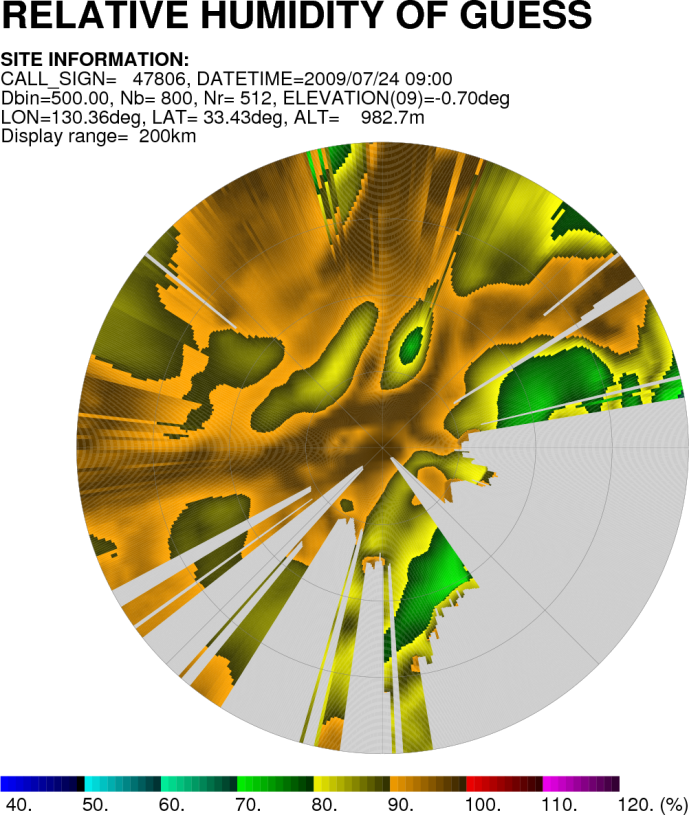 RELATIVE HUMIDITY OF GUESS
SITE INFORMATION:
CALL_SIGN= 47806, DATETIME=2009/07/24 09:00
Dbin=500.00, Nb= 800, Nr= 512, ELEVATION(09)=-0.70deg
LON=130.36deg, LAT= 33.43deg, ALT= 982.7m
Display range= 200km
40. 50. 60. 70. 80. 90. 100. 110. 120. (%)